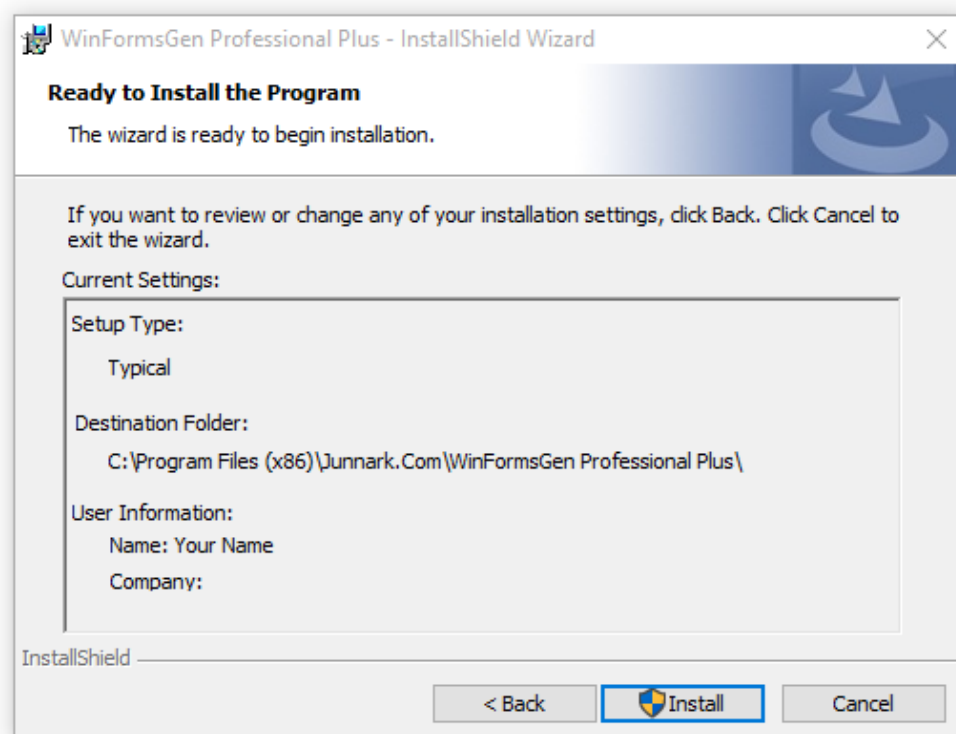 WinFormsGen Professional Plus - InstallShield Wizard
Ready to Install the Program
The wizard is ready to begin installation.
If you want to review or change any of your installation settings, click Back. Click Cancel to
exit the wizard.
Current Settings:
Setup Type:
Typical
Destination Folder:
C:\Program Files (x86)\Junnark.Com\WinFormsGen Professional Plus\
User Information:
Name: Your Name
Company:
InstallShield
< Back
Install
Cancel